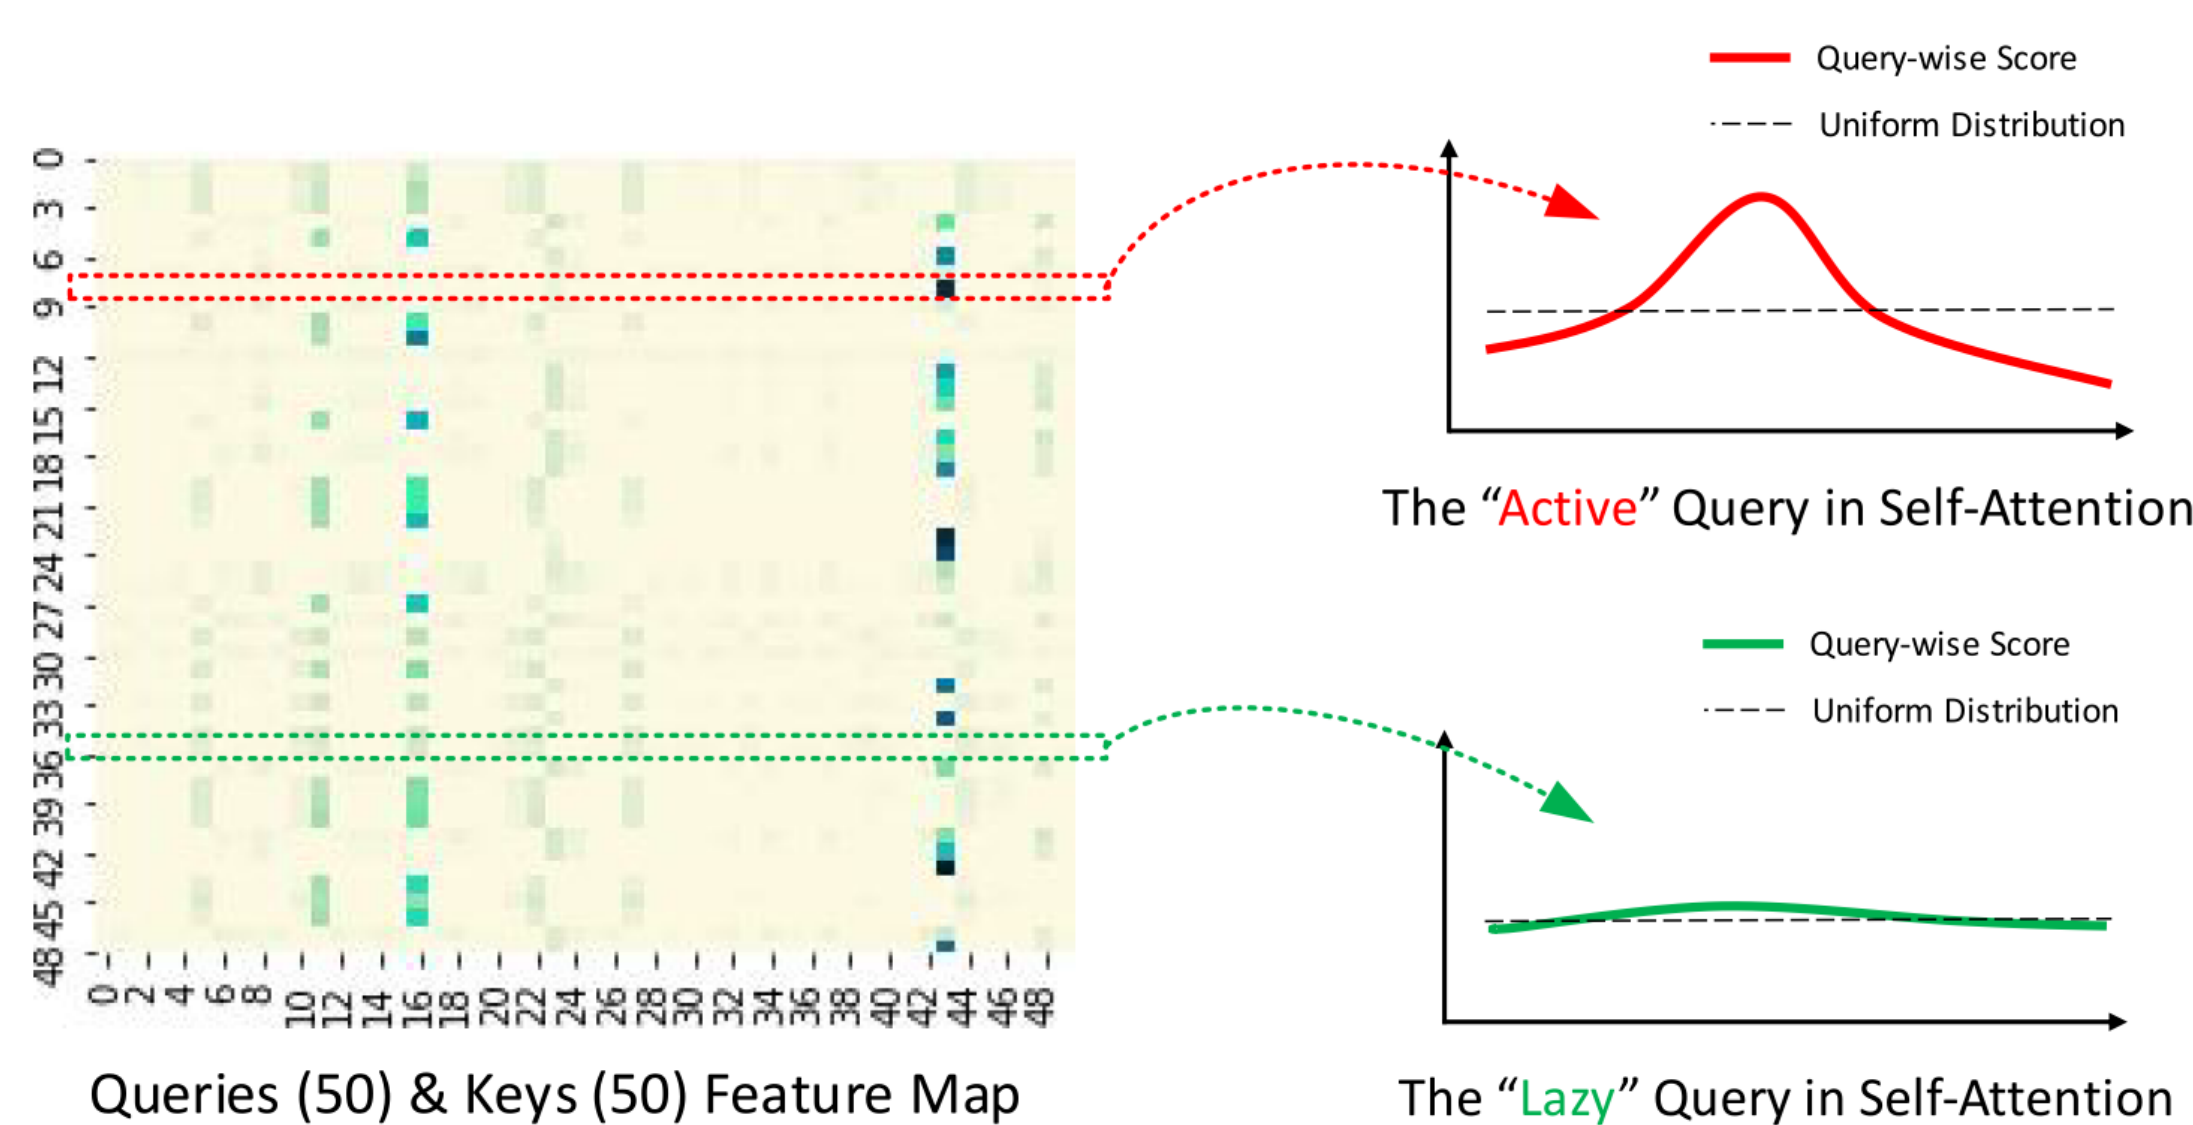 Query-wise Score
Uniform Distribution
0
3
6
9
12
15
18
21
24
27
30
33
36
39
42
45
48
0 2 4 6 8 10 12 14 16 18 20 22 24 26 28 30 32 34 36 38 40 42 44 46 48
Queries (50) & Keys (50) Feature Map
The “Active” Query in Self-Attention
Query-wise Score
Uniform Distribution
The “Lazy” Query in Self-Attention